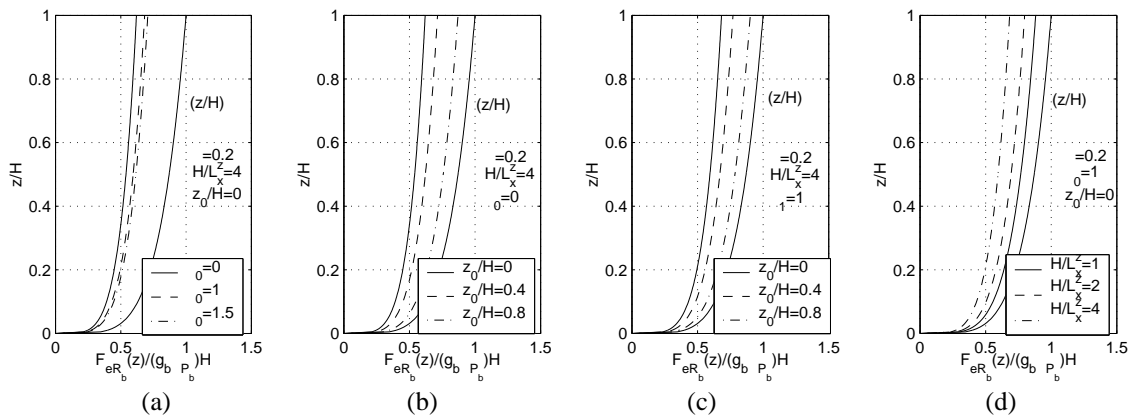 1
0.8
0.6
0.4
0.2
0
z/H
0 0.5 1 1.5
F_eR_b(z)/(g_b P_b)H
(z/H)
=0.2
H/L_x^z=4
z_0/H=0
_0=0
_0=1
_0=1.5
(a)
1
0.8
0.6
0.4
0.2
0
z/H
0 0.5 1 1.5
F_eR_b(z)/(g_b P_b)H
(z/H)
=0.2
H/L_x^z=4
_0=0
z_0/H=0
z_0/H=0.4
z_0/H=0.8
(b)
1
0.8
0.6
0.4
0.2
0
z/H
0 0.5 1 1.5
F_eR_b(z)/(g_b P_b)H
(z/H)
=0.2
H/L_x^z=4
_1=1
z_0/H=0
z_0/H=0.4
z_0/H=0.8
(c)
1
0.8
0.6
0.4
0.2
0
z/H
0 0.5 1 1.5
F_eR_b(z)/(g_b P_b)H
(z/H)
=0.2
_0=1
z_0/H=0
H/L_x^z=1
H/L_x^z=2
H/L_x^z=4
(d)